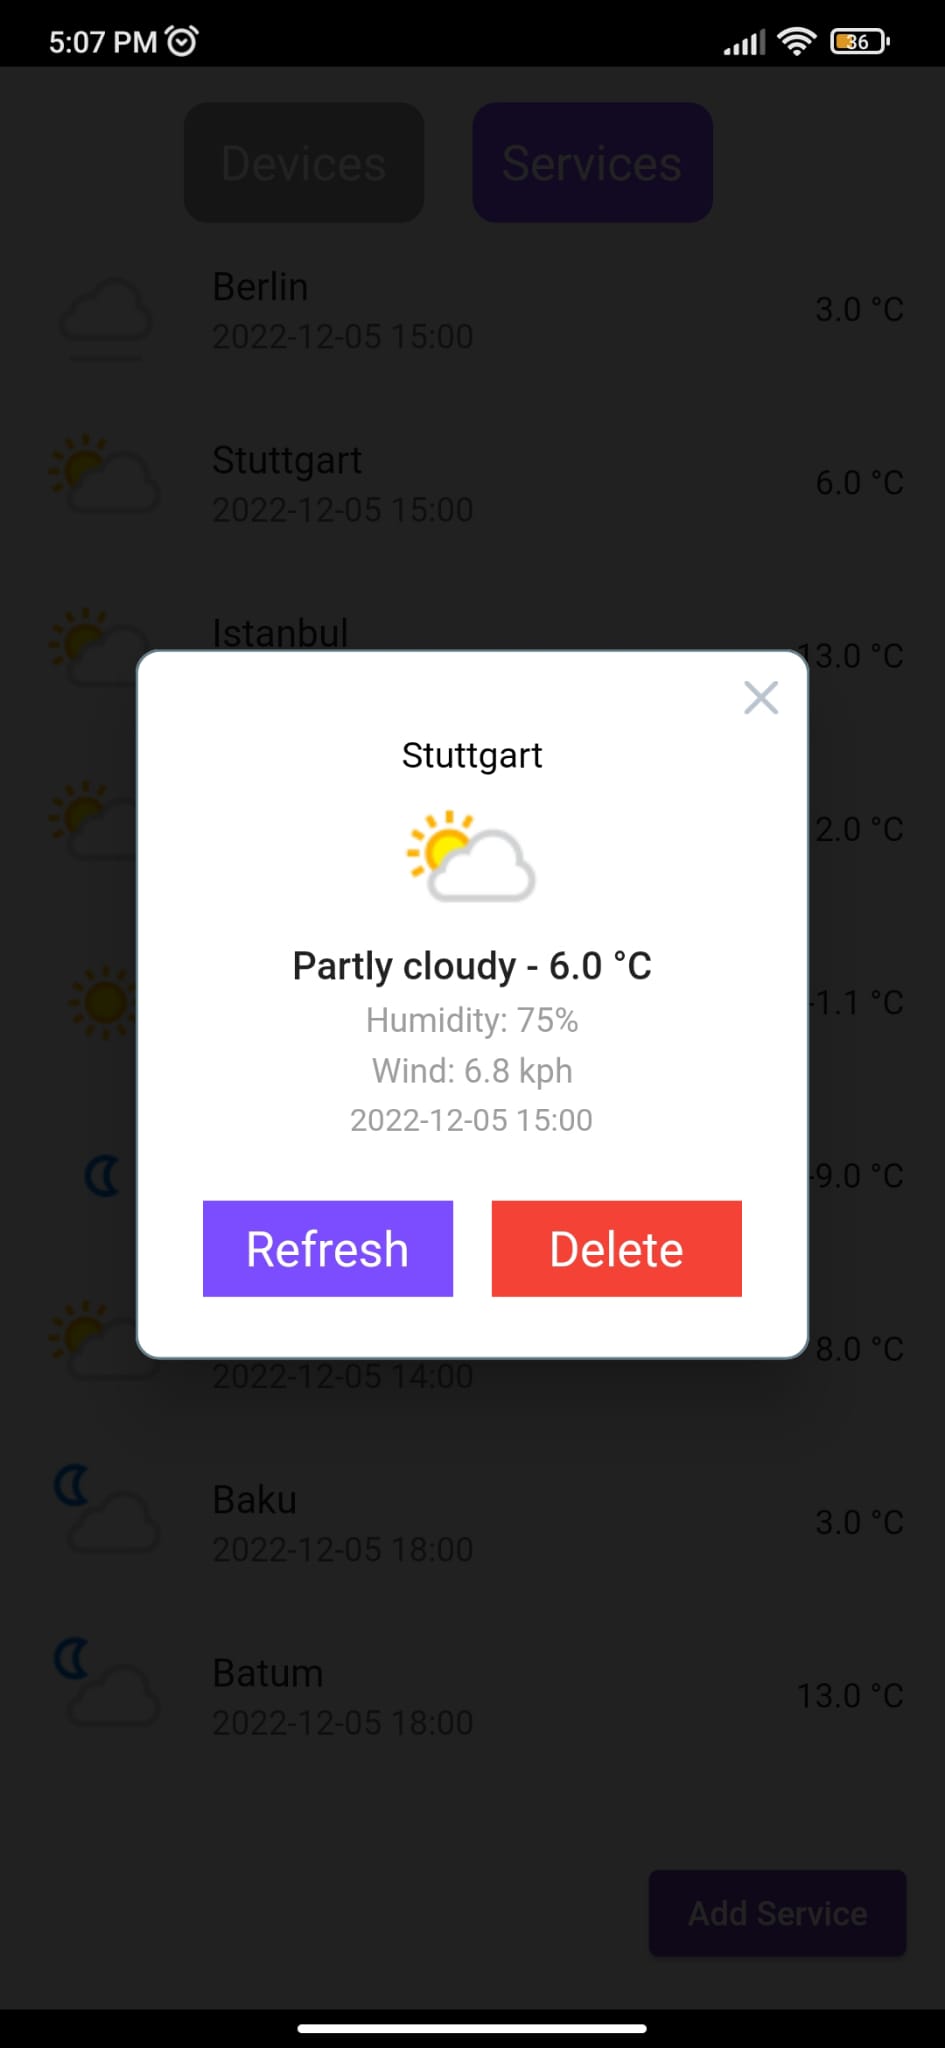 5:07 PM
36
Devices
Services
Berlin
3.0 °C
2022-12-05 15:00
Stuttgart
6.0 °C
2022-12-05 15:00
Istanbul
13.0 °C
Stuttgart
2.0 °C
Partly cloudy - 6.0 °C
-1.1 °C
Humidity: 75%
Wind: 6.8 kph
2022-12-05 15:00
-9.0 °C
Refresh
Delete
8.0 °C
2022-12-05 14:00
Baku
3.0 °C
2022-12-05 18:00
Batum
13.0 °C
2022-12-05 18:00
Add Service